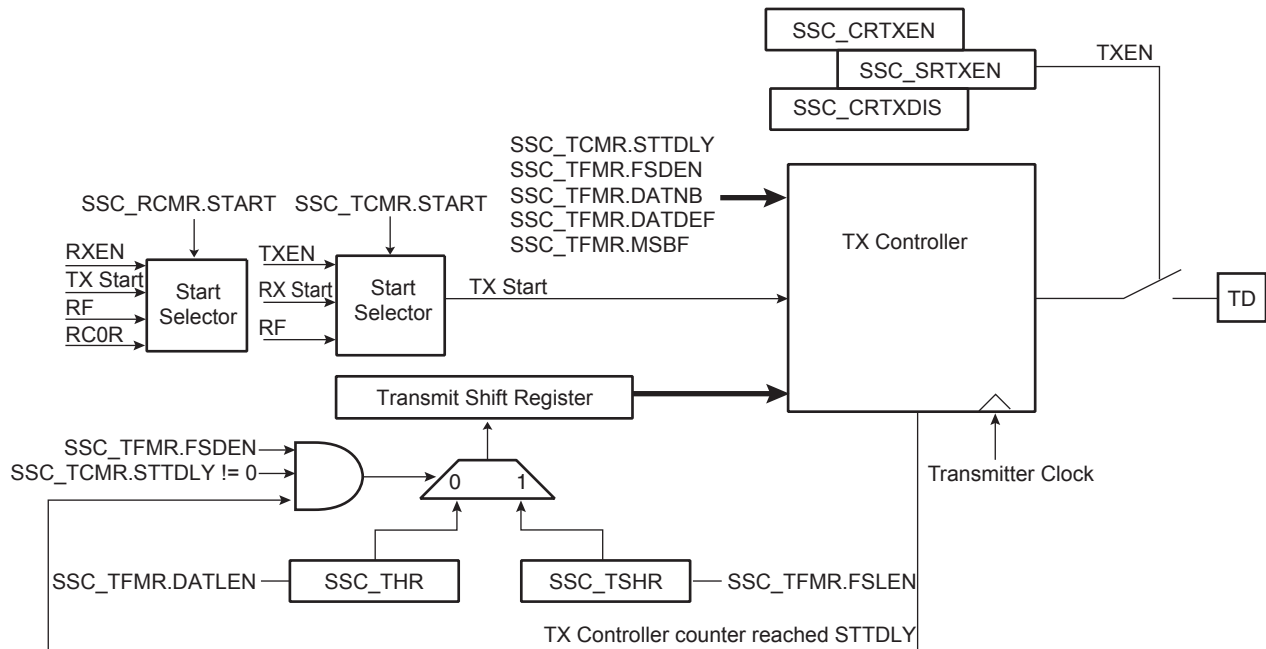 SSC_CRTXEN
SSC_SRTXEN
TXEN
SSC_CRTXDIS
SSC_TCMR.STTDLY
SSC_TFMR.FSDEN
SSC_TFMR.DATNB
SSC_TFMR.DATDEF
SSC_TFMR.MSBF
SSC_RCMR.START
SSC_TCMR.START
RXEN
TX Start
RF
RC0R
Start
Selector
TXEN
RX Start
RF
Start
Selector
TX Start
TX Controller
TD
Transmit Shift Register
SSC_TFMR.FSDEN
SSC_TCMR.STTDLY != 0
0
1
Transmitter Clock
SSC_TFMR.DATLEN
SSC_THR
SSC_TSHR
SSC_TFMR.FSLEN
TX Controller counter reached STTDLY